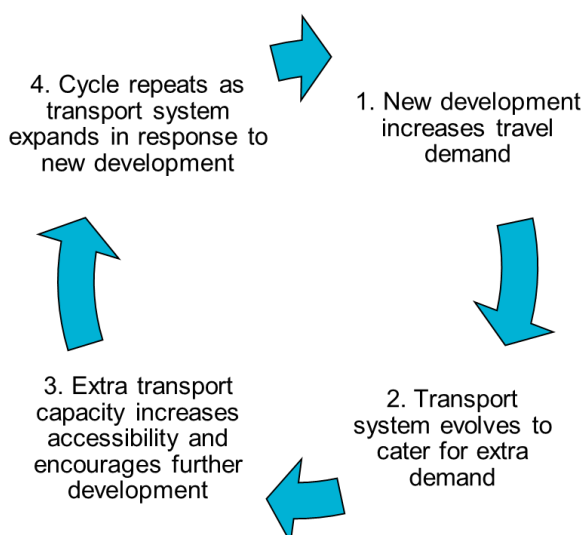 1. New development
increases travel
demand
2. Transport
system evolves to
cater for extra
demand
3. Extra transport
capacity increases
accessibility and
encourages further
development
4. Cycle repeats as
transport system
expands in response to
new development